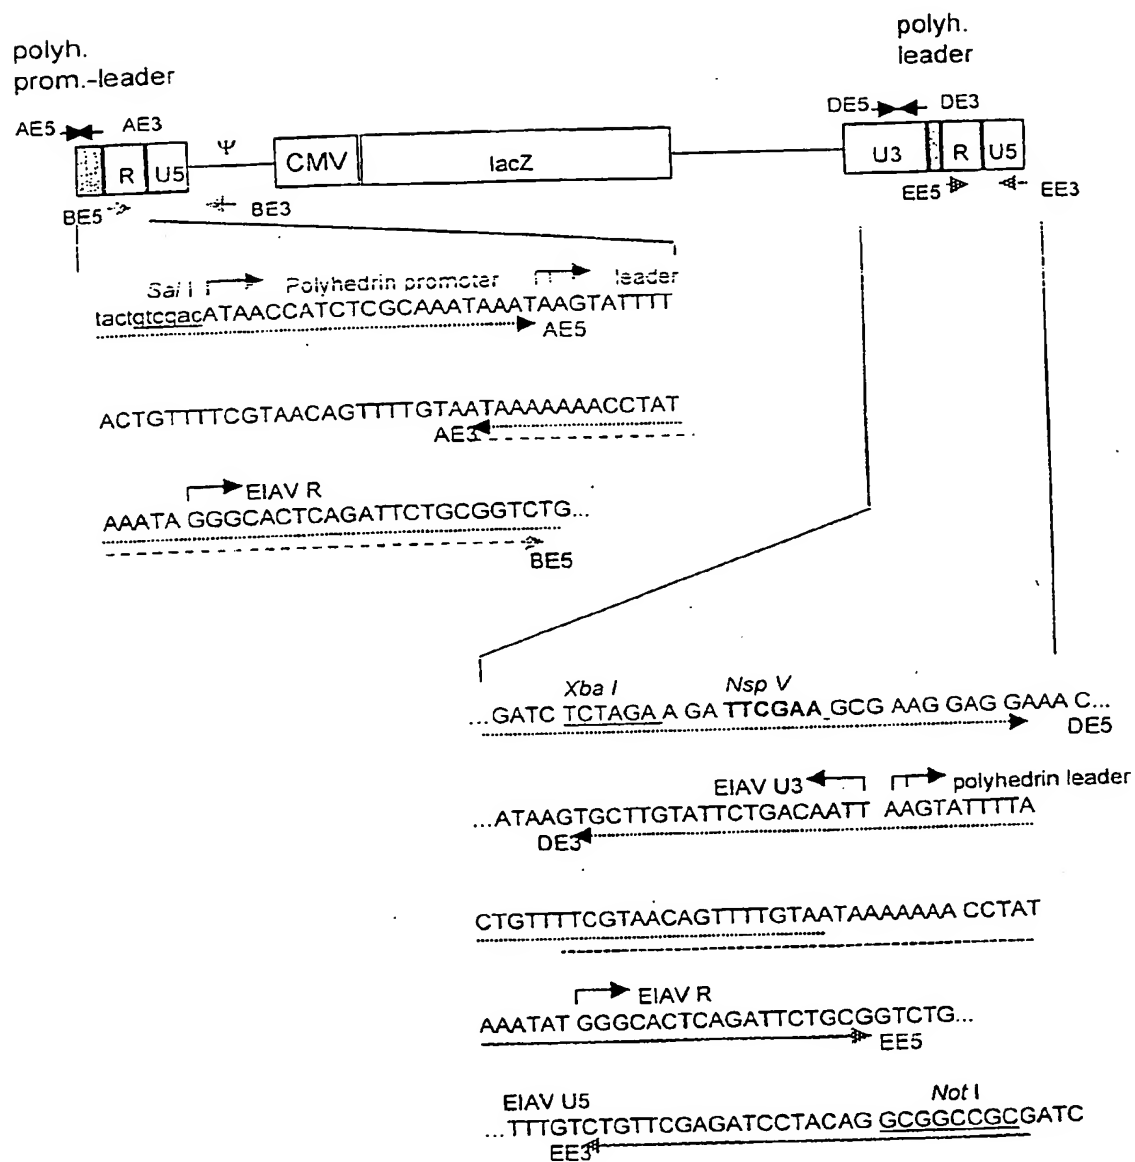 polyh.
prom.-leader
polyh.
leader
AE5 AE3
DE5 DE3
R U5 Ψ CMV lacZ U3 R U5
BE5 BE3 EE5 EE3
Sal I Polyhedrin promoter leader
tactgtcgacATAACCATCTCGCAAATAAATAAGTATTTT
AE5
ACTGTTTTCGTAACAGTTTTGTAATAAAAAAACCTAT
AE3
EIAV R
AAATA GGGCACTCAGATTCTGCGGTCTG...
BE5
Xba I Nsp V
...GATC TCTAGA A GA TTCGAA GCG AAG GAG GAAA C...
DE5
EIAV U3 polyhedrin leader
...ATAAGTGCTTGTATTCTGACAATT AAGTATTTTA
DE3
CTGTTTTCGTAACAGTTTTGTAATAAAAAAA CCTAT
EIAV R
AAATAT GGGCACTCAGATTCTGCGGTCTG...
EE5
EIAV U5 Not I
...TTTGTCTGTTCGAGATCCTACAG GCGGCCGCGATC
EE3